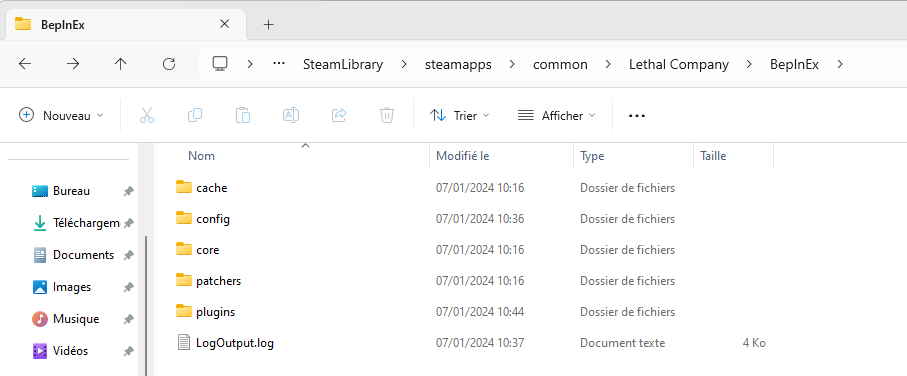 BepInEx
SteamLibrary > steamapps > common > Lethal Company > BepInEx >
Nouveau Trier Afficher
Nom Modifié le Type Taille
Bureau
Téléchargem
Documents
Images
Musique
Vidéos
cache 07/01/2024 10:16 Dossier de fichiers
config 07/01/2024 10:36 Dossier de fichiers
core 07/01/2024 10:16 Dossier de fichiers
patchers 07/01/2024 10:16 Dossier de fichiers
plugins 07/01/2024 10:44 Dossier de fichiers
LogOutput.log 07/01/2024 10:37 Document texte 4 Ko